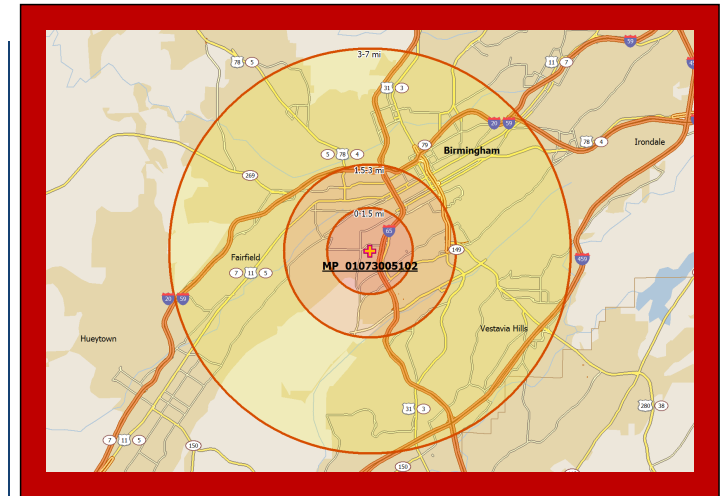 3-7 mi
59
78 5
11 7
31 3
20 59
79
Birmingham
78 4
Irondale
5 78 4
1.5-3 mi
269
0-1.5 mi
65
149
Fairfield
MP_01073005102
459
7 11 5
20 59
Vestavia Hills
Hueytown
31 3
280 38
7 11 5
150
150